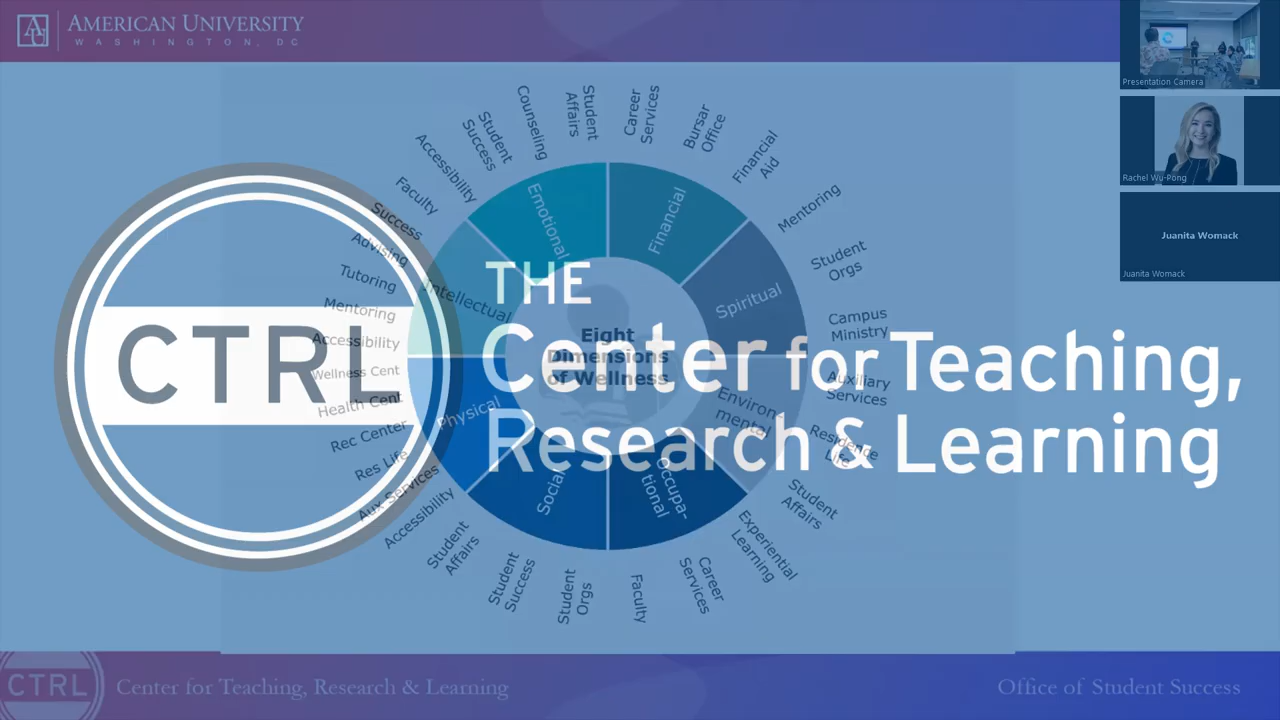 AMERICAN UNIVERSITY
WASHINGTON, DC
Presentation Camera
Rachel Wu-Pong
Juanita Womack
Juanita Womack
Counseling
Student
Affairs
Career
Services
Bursar
Office
Financial
Aid
Mentoring
Student
Orgs
Campus
Ministry
Auxiliary
Services
Residence
Life
Student
Affairs
Experiential
Learning
Career
Services
Faculty
Student
Orgs
Student
Success
Student
Affairs
Accessibility
Aux Services
Res Life
Rec Center
Health Cent
Wellness Cent
Accessibility
Mentoring
Tutoring
Advising
Success
Faculty
Accessibility
Student
Success
Emotional
Financial
Spiritual
Environ-
mental
Occupa-
tional
Social
Physical
Intellectual
Eight
Dimensions
of Wellness
CTRL
THE
Center for Teaching,
Research & Learning
CTRL
Center for Teaching, Research & Learning
Office of Student Success